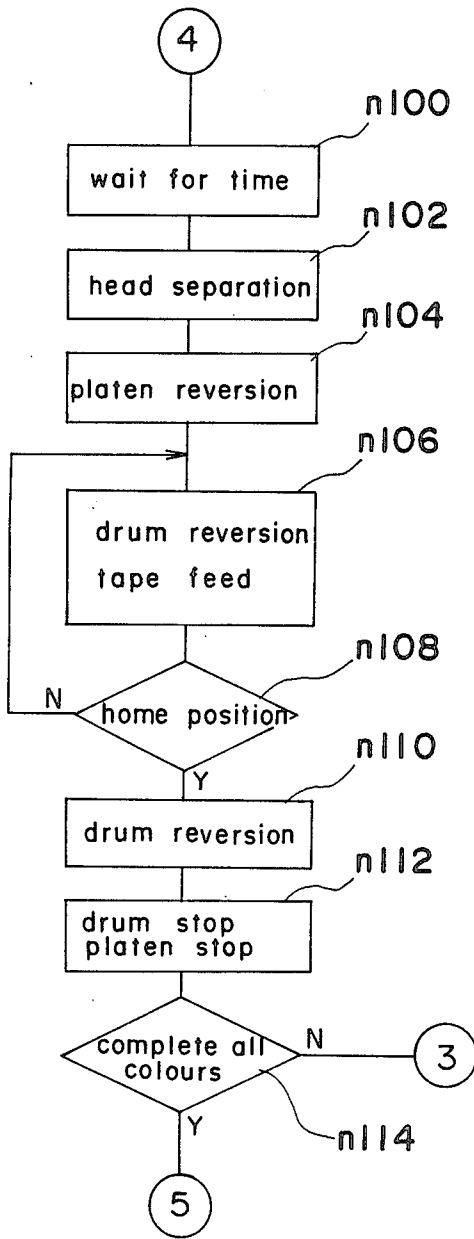 4
n100
wait for time
n102
head separation
n104
platen reversion
n106
drum reversion
tape feed
n108
N
home position
Y
n110
drum reversion
n112
drum stop
platen stop
complete all
colours
N
3
Y
n114
5